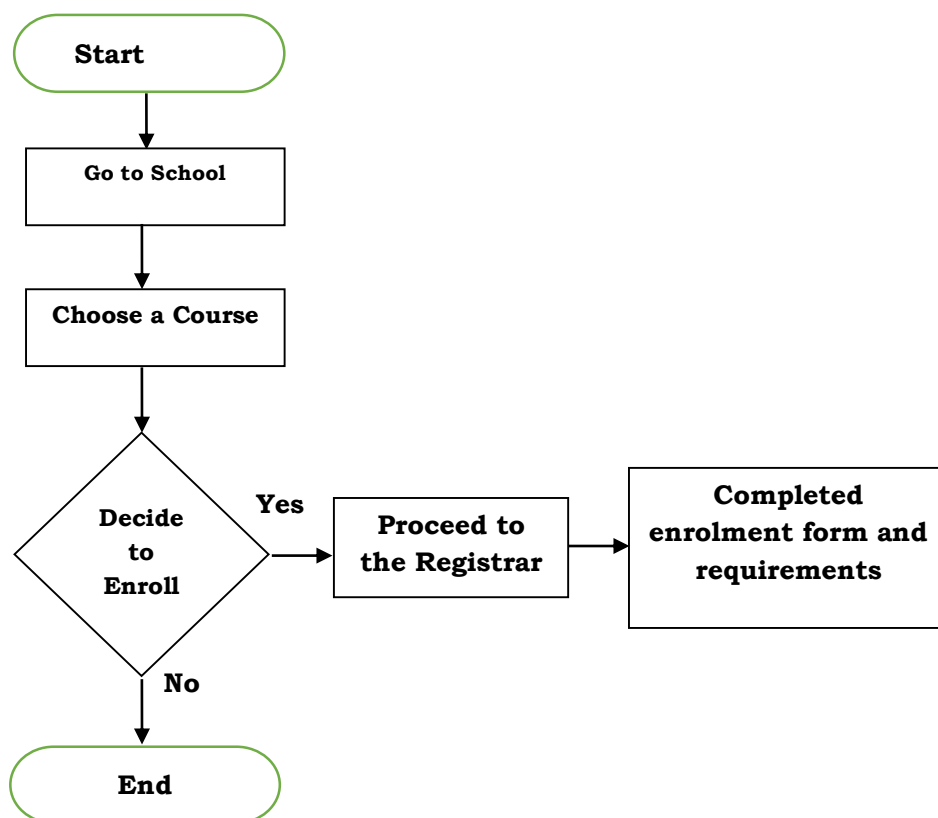 Start
Go to School
Choose a Course
Decide
to
Enroll
Yes
Proceed to
the Registrar
Completed
enrolment form and
requirements
No
End